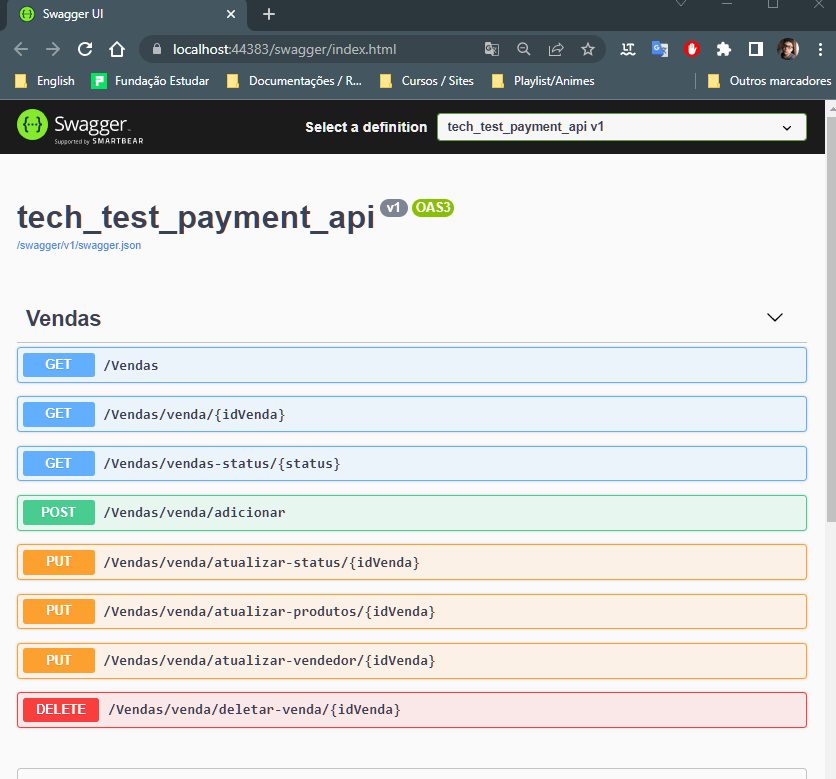 Swagger UI
localhost:44383/swagger/index.html
English
Fundação Estudar
Documentações / R...
Cursos / Sites
Playlist/Animes
Outros marcadores
Swagger
Supported by SMARTBEAR
Select a definition
tech_test_payment_api v1
tech_test_payment_api v1 OAS3
/swagger/v1/swagger.json
Vendas
GET /Vendas
GET /Vendas/venda/{idVenda}
GET /Vendas/vendas-status/{status}
POST /Vendas/venda/adicionar
PUT /Vendas/venda/atualizar-status/{idVenda}
PUT /Vendas/venda/atualizar-produtos/{idVenda}
PUT /Vendas/venda/atualizar-vendedor/{idVenda}
DELETE /Vendas/venda/deletar-venda/{idVenda}